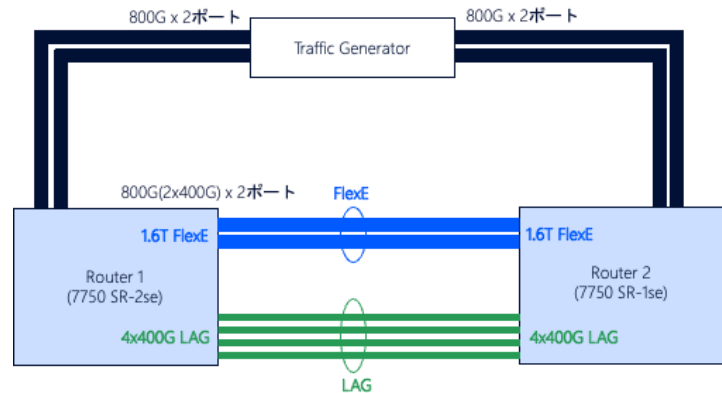 800G x 2ポート
800G x 2ポート
Traffic Generator
800G(2x400G) x 2ポート
FlexE
1.6T FlexE
1.6T FlexE
Router 1
(7750 SR-2se)
Router 2
(7750 SR-1se)
4x400G LAG
4x400G LAG
LAG